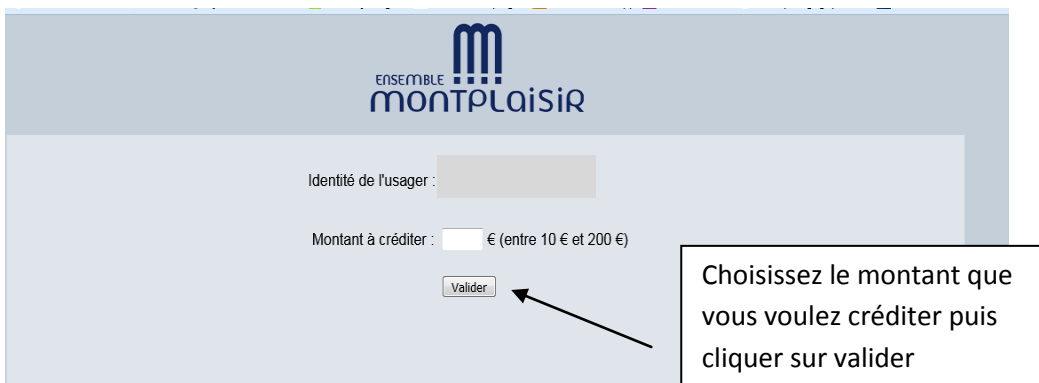 ENSEMBLE
MONTPLAISIR
Identité de l'usager :
Montant à créditer : € (entre 10 € et 200 €)
Valider
Choisissez le montant que
vous voulez créditer puis
cliquer sur valider